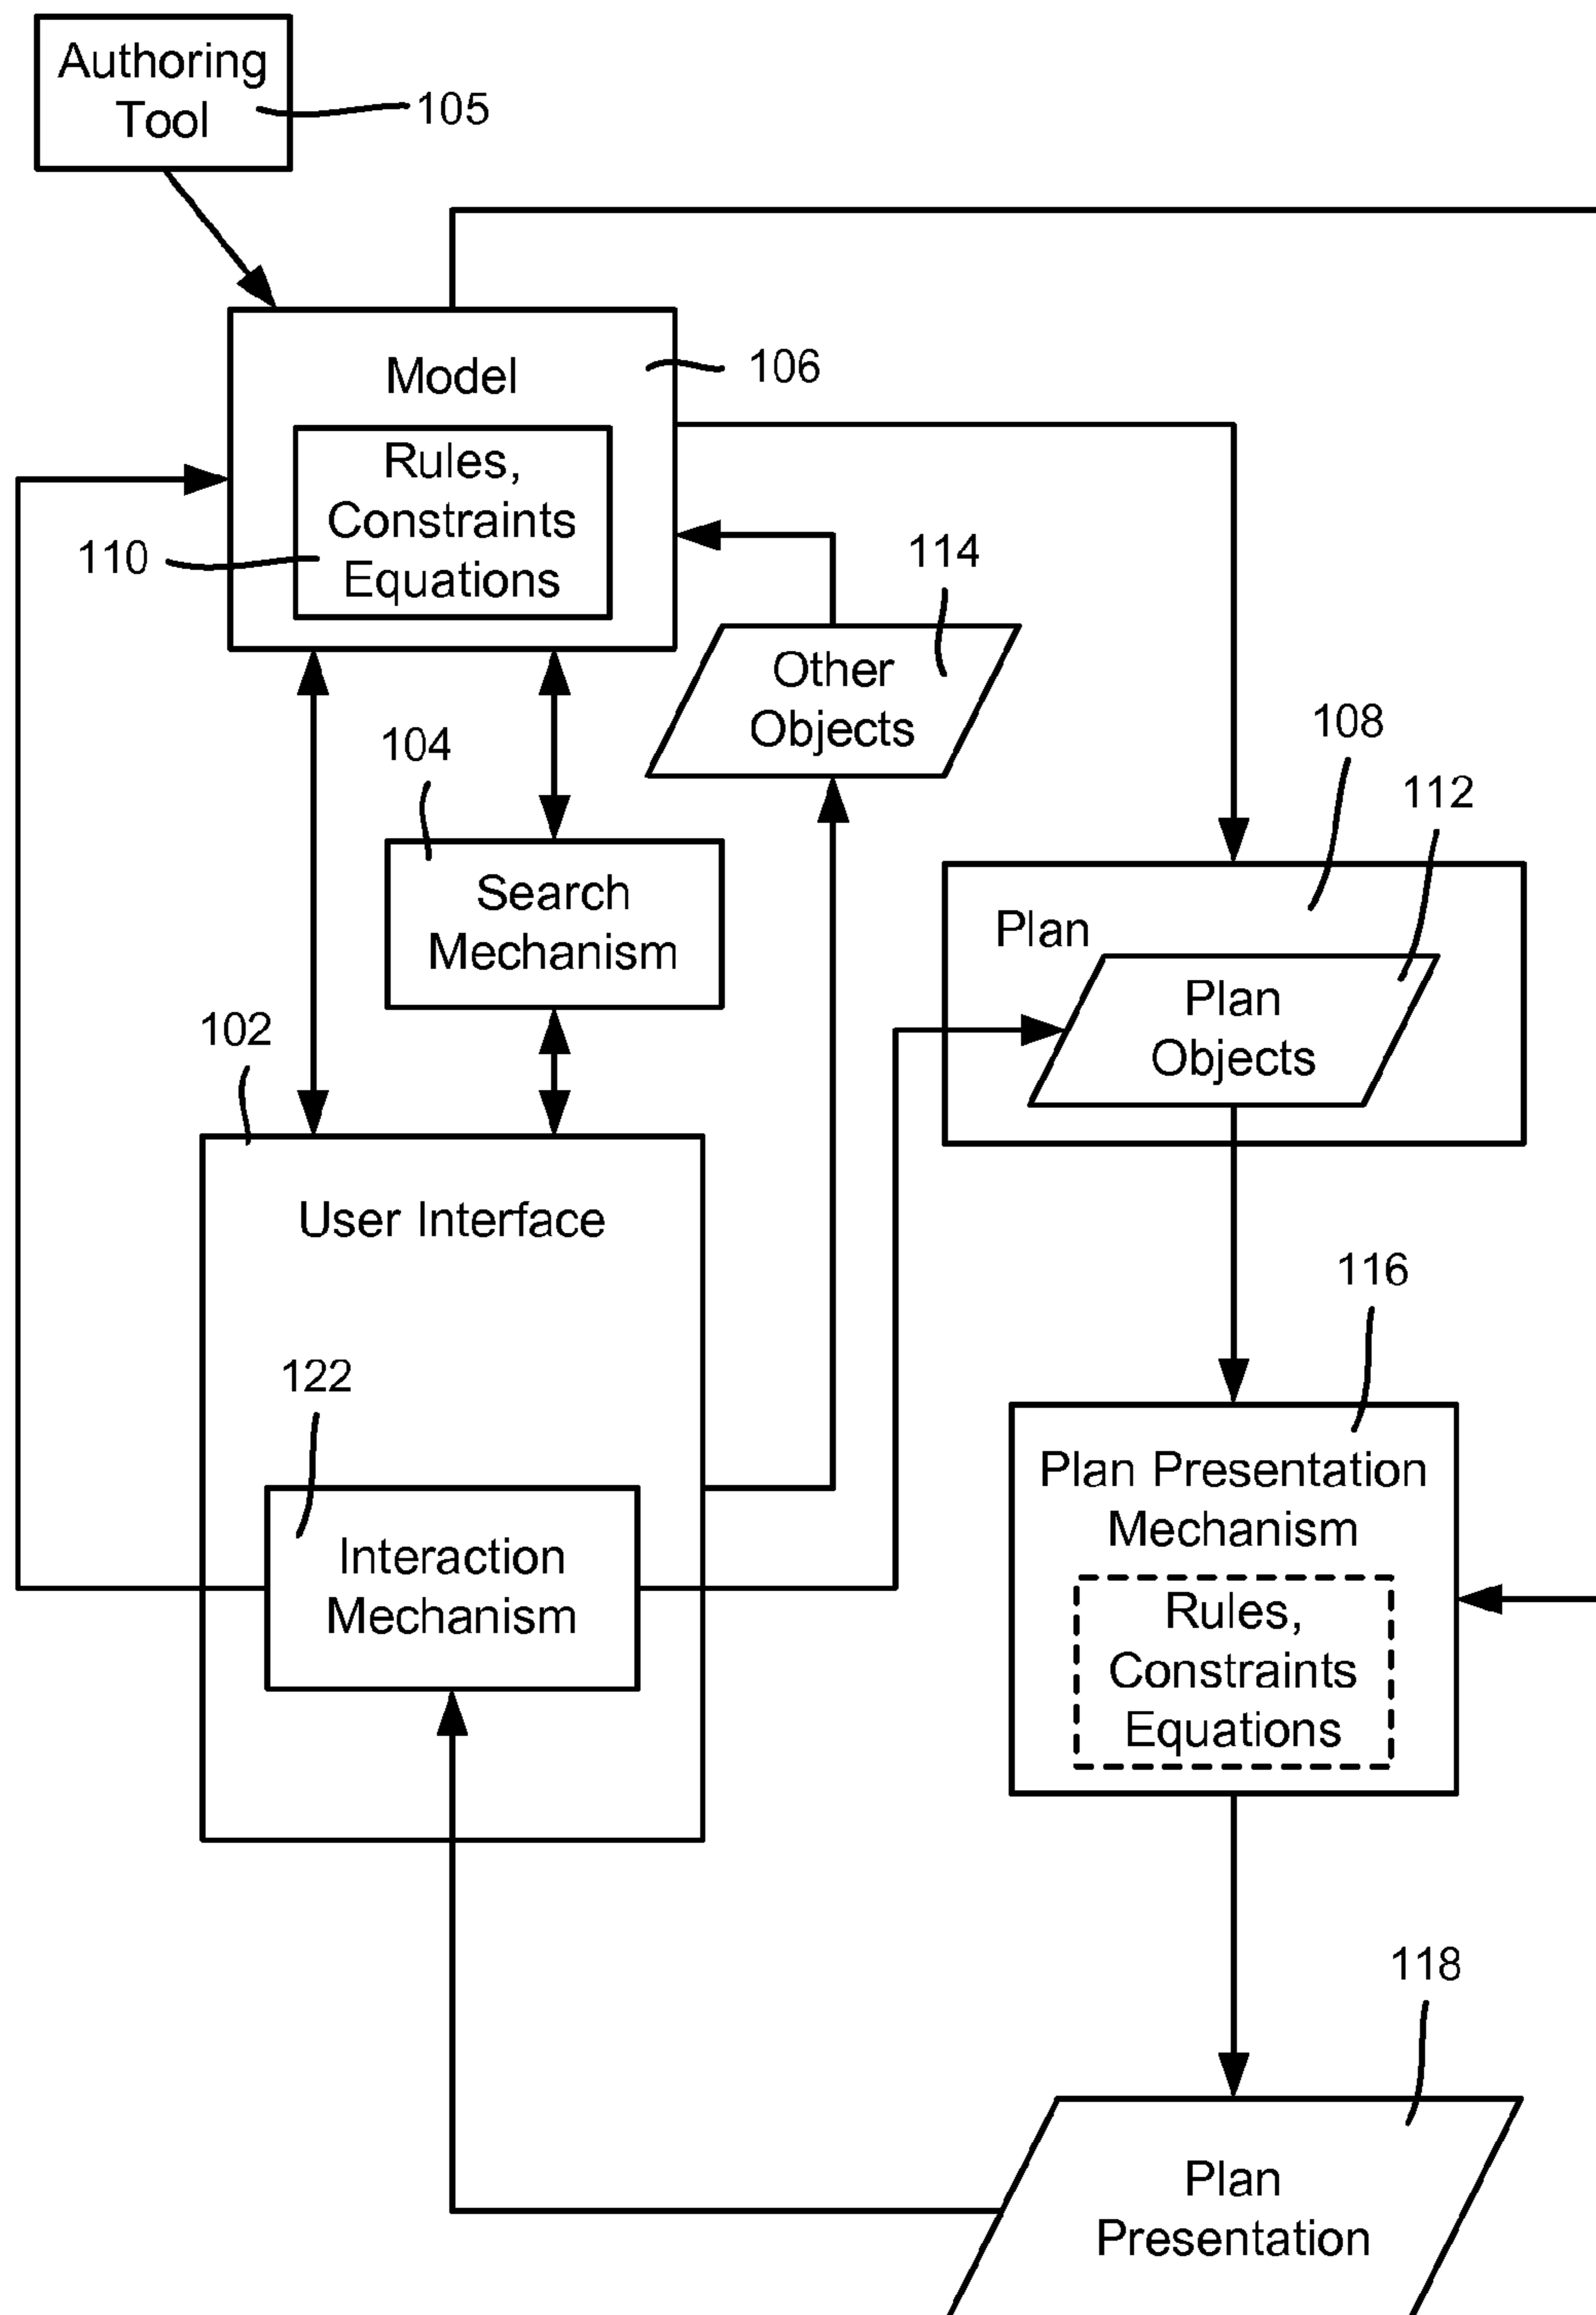 Authoring
Tool
105
Model
106
Rules,
Constraints
Equations
110
114
Other
Objects
104
Search
Mechanism
108
112
Plan
Plan
Objects
102
User Interface
116
122
Interaction
Mechanism
Plan Presentation
Mechanism
Rules,
Constraints
Equations
118
Plan
Presentation